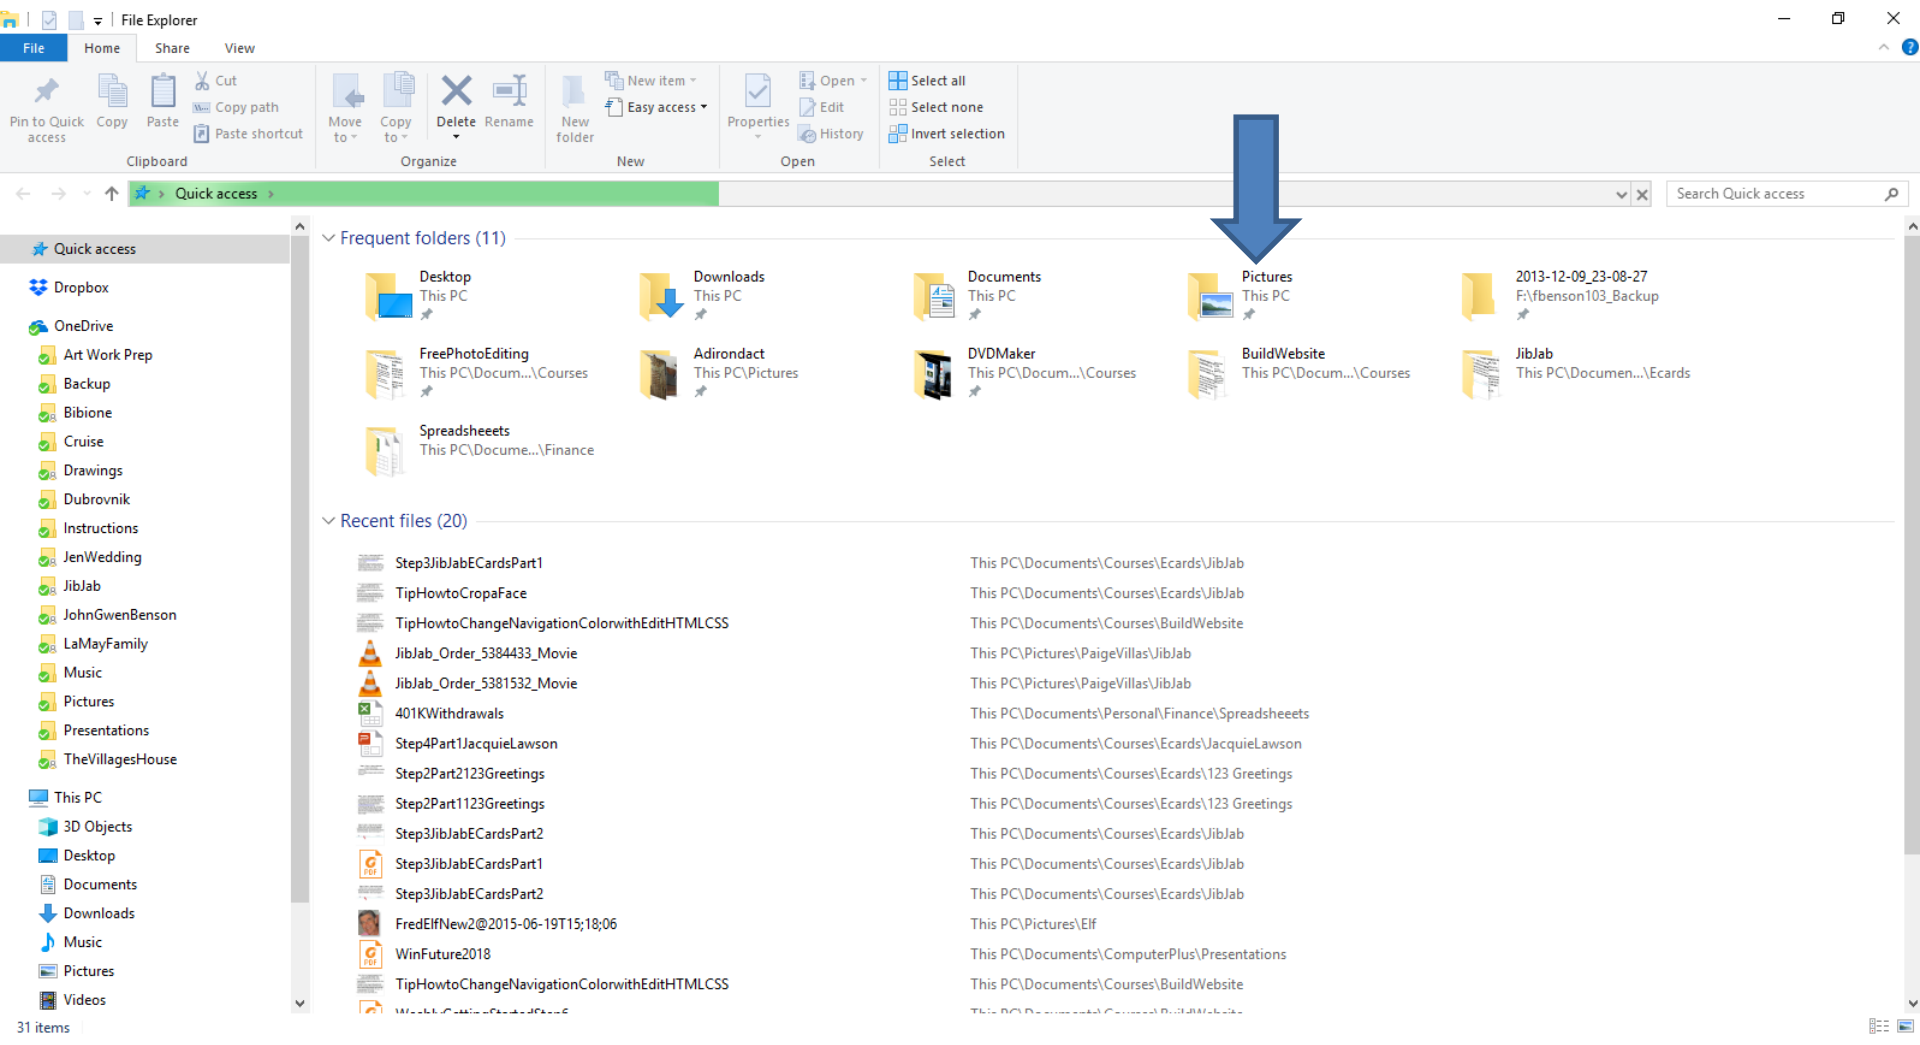 File Explorer
File Home Share View
Pin to Quick access
Copy
Paste
Cut
Copy path
Paste shortcut
Clipboard
Move to
Copy to
Delete
Rename
Organize
New folder
New item
Easy access
New
Properties
Open
Edit
History
Open
Select all
Select none
Invert selection
Select
Quick access
Search Quick access
Quick access
Dropbox
OneDrive
Art Work Prep
Backup
Bibione
Cruise
Drawings
Dubrovnik
Instructions
JenWedding
JibJab
JohnGwenBenson
LaMayFamily
Music
Pictures
Presentations
TheVillagesHouse
This PC
3D Objects
Desktop
Documents
Downloads
Music
Pictures
Videos
Frequent folders (11)
Desktop
This PC
Downloads
This PC
Documents
This PC
Pictures
This PC
2013-12-09_23-08-27
F:\fbenson103_Backup
FreePhotoEditing
This PC\Docum...\Courses
Adirondact
This PC\Pictures
DVDMaker
This PC\Docum...\Courses
BuildWebsite
This PC\Docum...\Courses
JibJab
This PC\Documen...\Ecards
Spreadsheeets
This PC\Docume...\Finance
Recent files (20)
Step3JibJabECardsPart1 This PC\Documents\Courses\Ecards\JibJab
TipHowtoCropaFace This PC\Documents\Courses\Ecards\JibJab
TipHowtoChangeNavigationColorwithEditHTMLCSS This PC\Documents\Courses\BuildWebsite
JibJab_Order_5384433_Movie This PC\Pictures\PaigeVillas\JibJab
JibJab_Order_5381532_Movie This PC\Pictures\PaigeVillas\JibJab
401KWithdrawals This PC\Documents\Personal\Finance\Spreadsheeets
Step4Part1JacquieLawson This PC\Documents\Courses\Ecards\JacquieLawson
Step2Part2123Greetings This PC\Documents\Courses\Ecards\123 Greetings
Step2Part1123Greetings This PC\Documents\Courses\Ecards\123 Greetings
Step3JibJabECardsPart2 This PC\Documents\Courses\Ecards\JibJab
Step3JibJabECardsPart1 This PC\Documents\Courses\Ecards\JibJab
Step3JibJabECardsPart2 This PC\Documents\Courses\Ecards\JibJab
FredElfNew2@2015-06-19T15;18;06 This PC\Pictures\Elf
WinFuture2018 This PC\Documents\ComputerPlus\Presentations
TipHowtoChangeNavigationColorwithEditHTMLCSS This PC\Documents\Courses\BuildWebsite
31 items